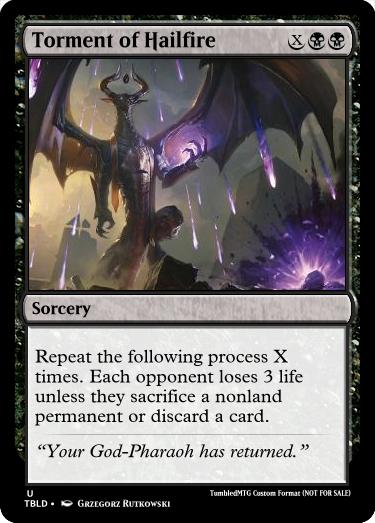 Torment of Hailfire X
Sorcery
Repeat the following process X
times. Each opponent loses 3 life
unless they sacrifice a nonland
permanent or discard a card.
“Your God-Pharaoh has returned.”
U
TBLD • Grzegorz Rutkowski
TumbledMTG Custom Format (NOT FOR SALE)